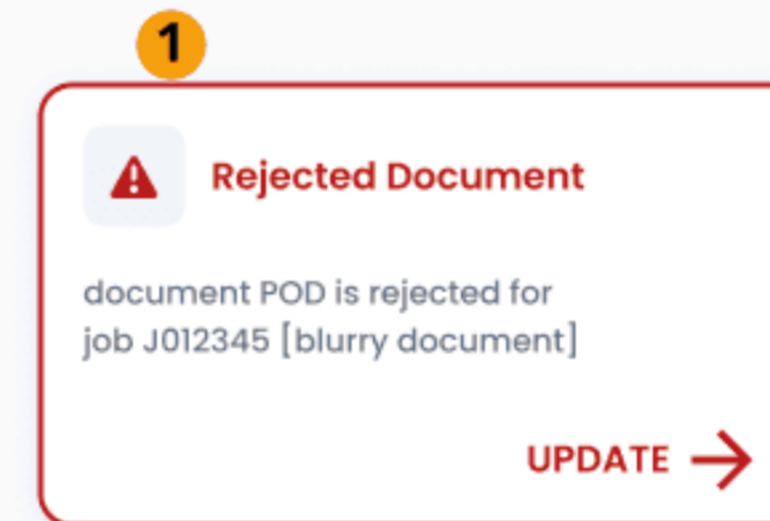 1
Rejected Document
document POD is rejected for
job J012345 [blurry document]
UPDATE